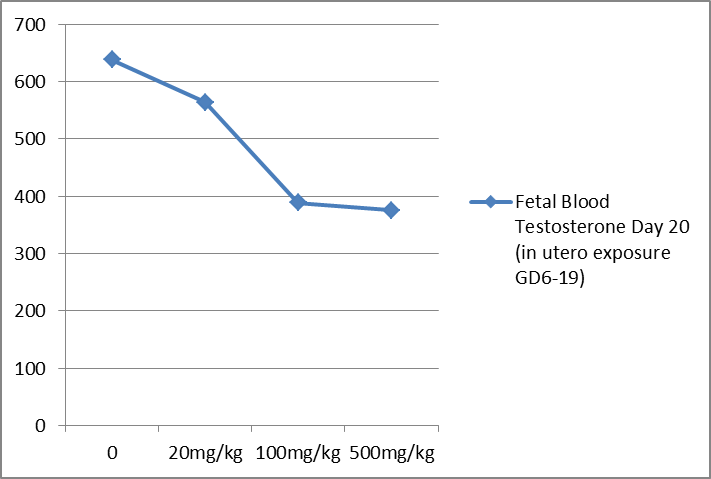 700
600
500
400
300
200
100
0
0 20mg/kg 100mg/kg 500mg/kg
Fetal Blood
Testosterone Day 20
(in utero exposure
GD6-19)